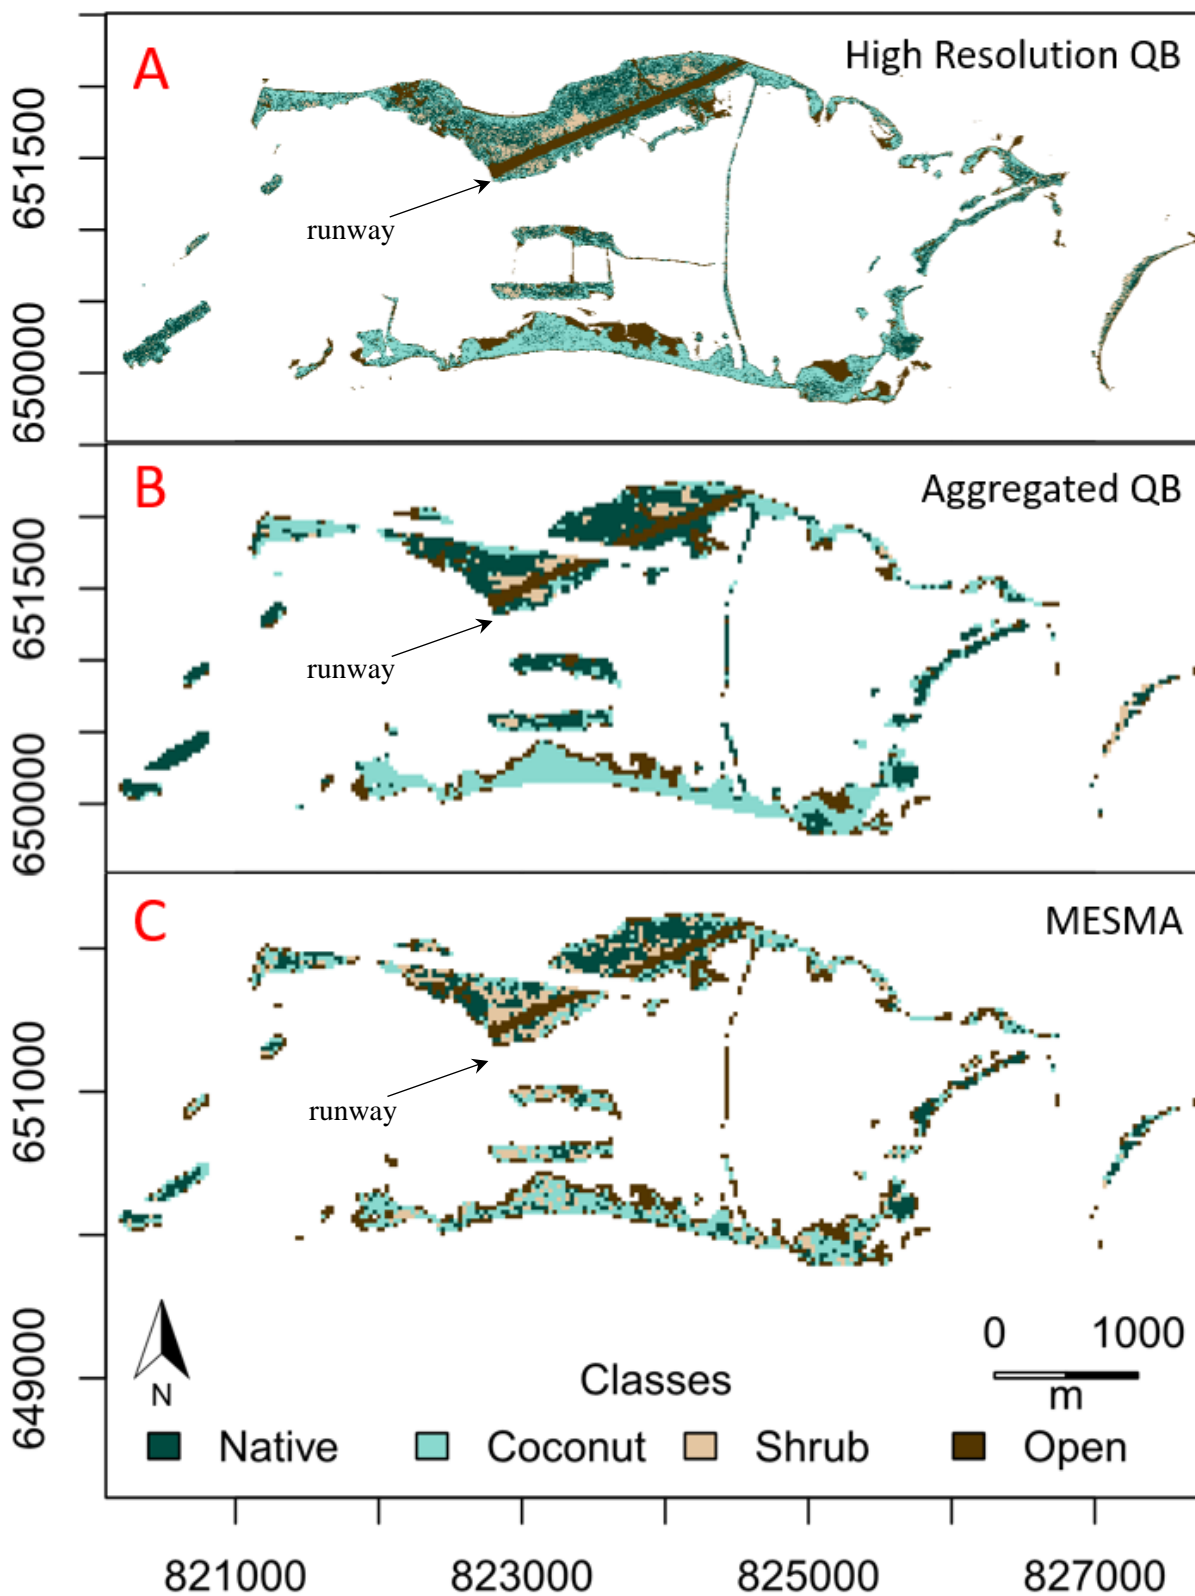 A
High Resolution QB
651500
runway
650000
B
Aggregated QB
651500
runway
650000
C
MESMA
651000
runway
649000
N
0 1000
m
Classes
Native Coconut Shrub Open
821000 823000 825000 827000